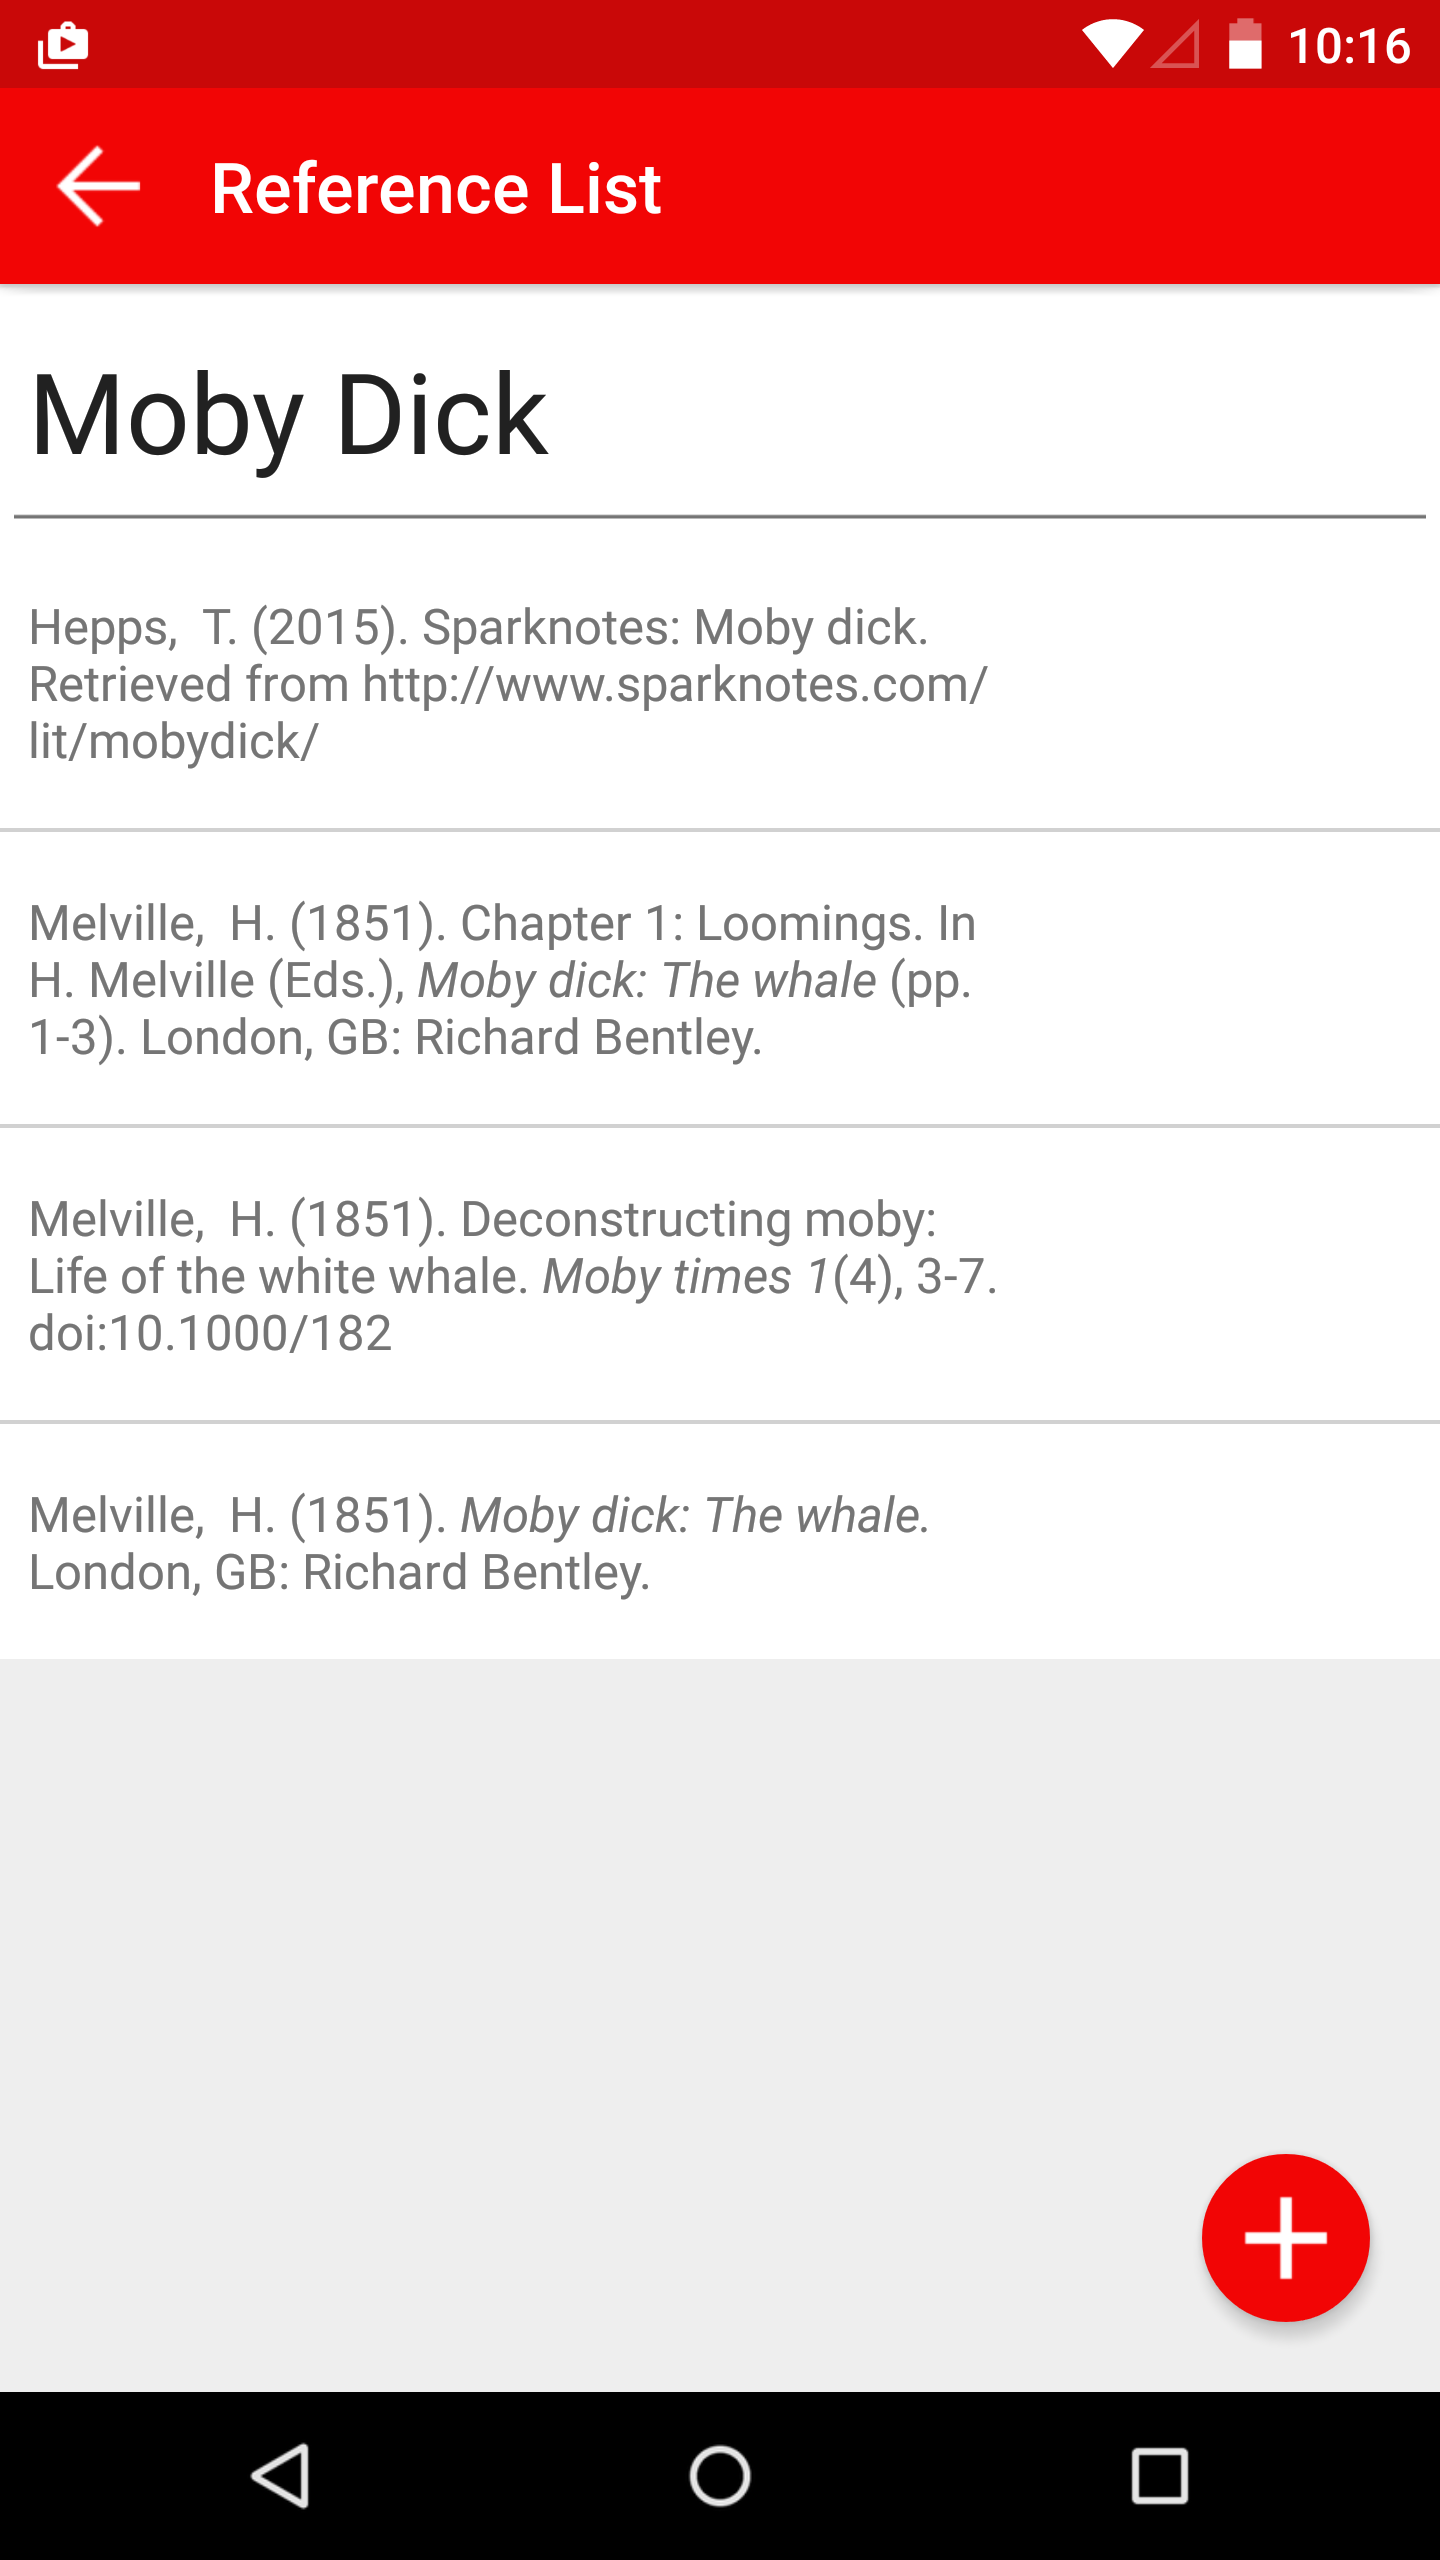 10:16
Reference List
Moby Dick
Hepps,  T. (2015). Sparknotes: Moby dick.
Retrieved from http://www.sparknotes.com/
lit/mobydick/
Melville,  H. (1851). Chapter 1: Loomings. In
H. Melville (Eds.), Moby dick: The whale (pp.
1-3). London, GB: Richard Bentley.
Melville,  H. (1851). Deconstructing moby:
Life of the white whale. Moby times 1(4), 3-7.
doi:10.1000/182
Melville,  H. (1851). Moby dick: The whale.
London, GB: Richard Bentley.